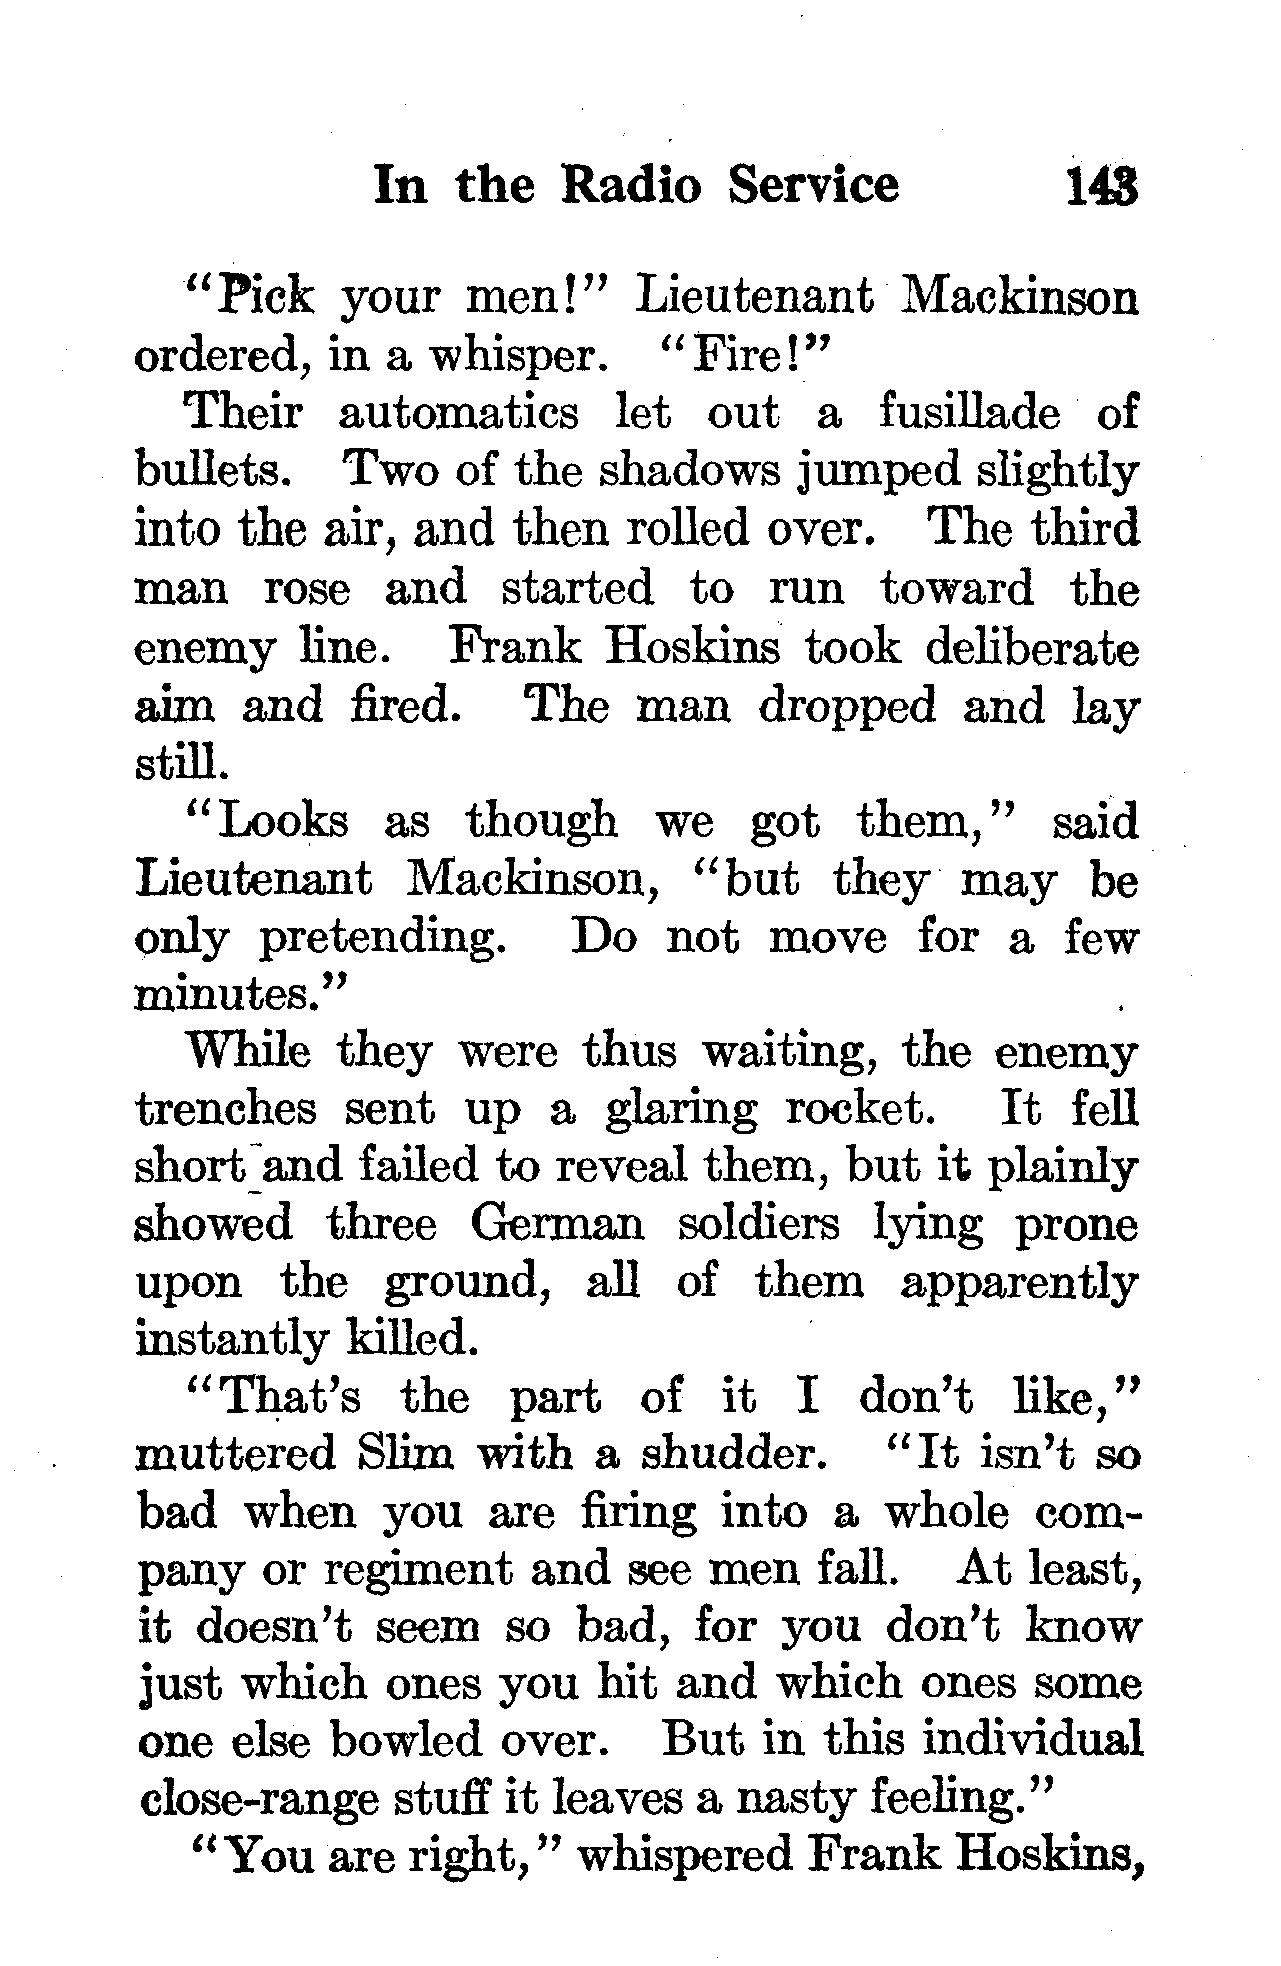 In the Radio Service 143
"Pick your men!" Lieutenant Mackinson
ordered, in a whisper. "Fire!"
Their automatics let out a fusillade of
bullets. Two of the shadows jumped slightly
into the air, and then rolled over. The third
man rose and started to run toward the
enemy line. Frank Hoskins took deliberate
aim and fired. The man dropped and lay
still.
"Looks as though we got them," said
Lieutenant Mackinson, "but they may be
only pretending. Do not move for a few
minutes."
While they were thus waiting, the enemy
trenches sent up a glaring rocket. It fell
short and failed to reveal them, but it plainly
showed three German soldiers lying prone
upon the ground, all of them apparently
instantly killed.
"That's the part of it I don't like,"
muttered Slim with a shudder. "It isn't so
bad when you are firing into a whole com-
pany or regiment and see men fall. At least,
it doesn't seem so bad, for you don't know
just which ones you hit and which ones some
one else bowled over. But in this individual
close-range stuff it leaves a nasty feeling."
"You are right," whispered Frank Hoskins,